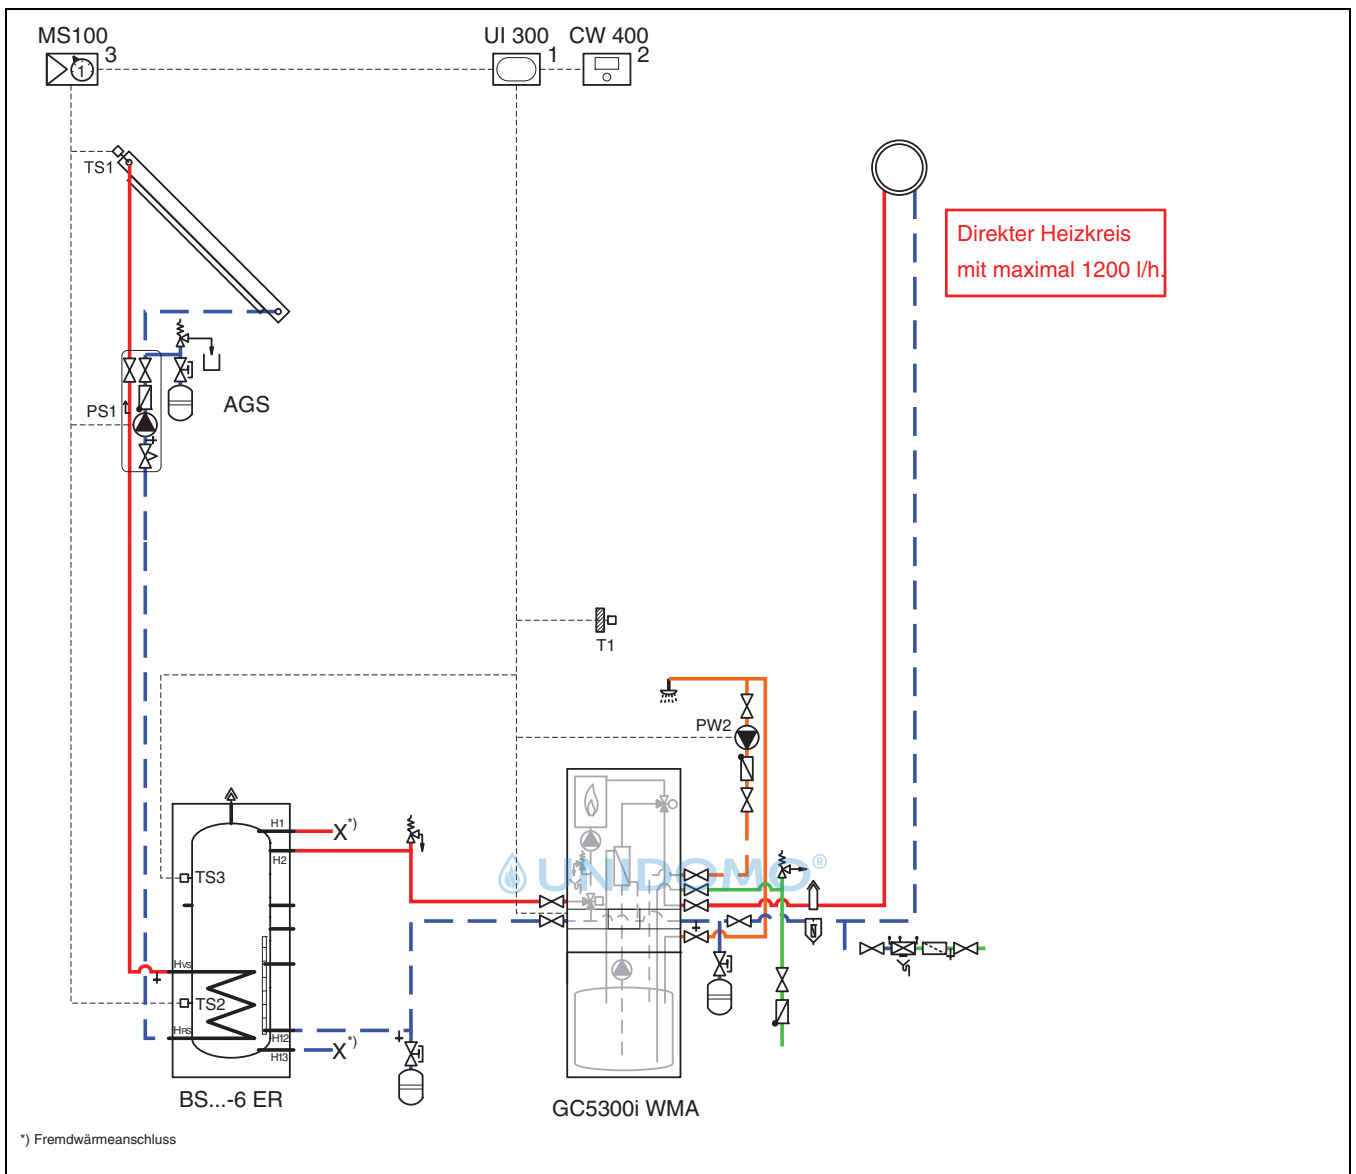 MS100
3
1
UI 300
1
CW 400
2
TS1
Direkter Heizkreis
mit maximal 1200 l/h.
PS1
AGS
T1
PW2
H1
X*)
H2
UNIDOMO®
TS3
HVS
TS2
HRS
H12
H13
X*)
BS...-6 ER
GC5300i WMA
*) Fremdwärmeanschluss